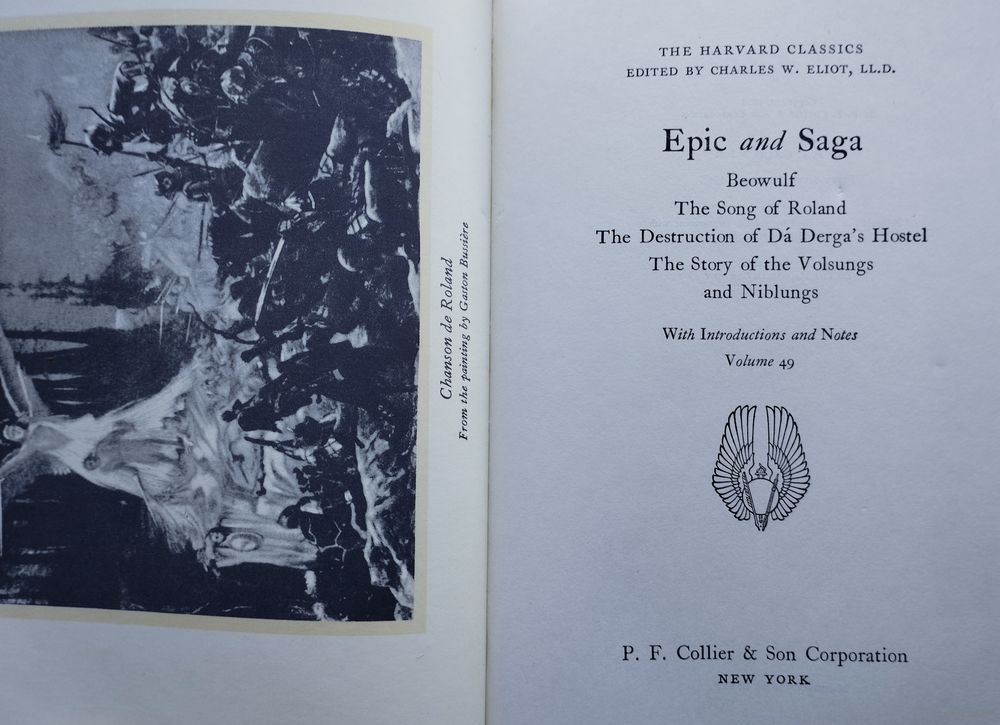 Chanson de Roland
From the painting by Gaston Bussière
THE HARVARD CLASSICS
EDITED BY CHARLES W. ELIOT, LL.D.
Epic and Saga
Beowulf
The Song of Roland
The Destruction of Dá Derga's Hostel
The Story of the Volsungs
and Niblungs
With Introductions and Notes
Volume 49
P. F. Collier & Son Corporation
NEW YORK